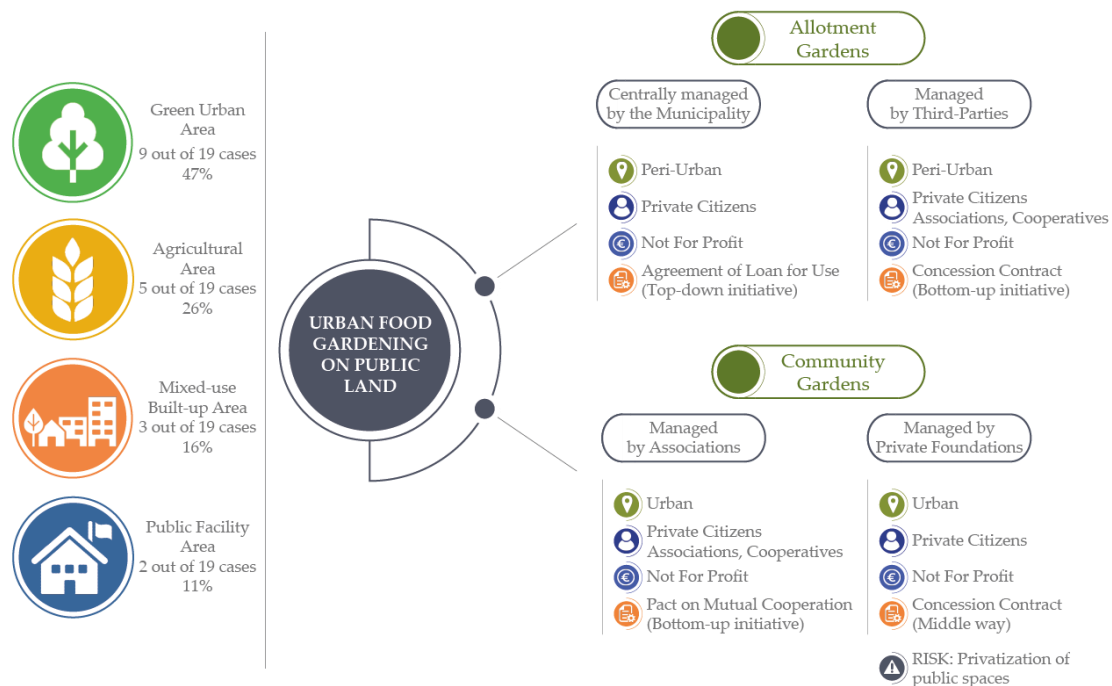 Green Urban
Area
9 out of 19 cases
47%
Agricultural
Area
5 out of 19 cases
26%
Mixed-use
Built-up Area
3 out of 19 cases
16%
Public Facility
Area
2 out of 19 cases
11%
URBAN FOOD
GARDENING
ON PUBLIC
LAND
Allotment
Gardens
Centrally managed
by the Municipality
Peri-Urban
Private Citizens
Not For Profit
Agreement of Loan for Use
(Top-down initiative)
Managed
by Third-Parties
Peri-Urban
Private Citizens
Associations, Cooperatives
Not For Profit
Concession Contract
(Bottom-up initiative)
Community
Gardens
Managed
by Associations
Urban
Private Citizens
Associations, Cooperatives
Not For Profit
Pact on Mutual Cooperation
(Bottom-up initiative)
Managed by
Private Foundations
Urban
Private Citizens
Not For Profit
Concession Contract
(Middle way)
RISK: Privatization of
public spaces